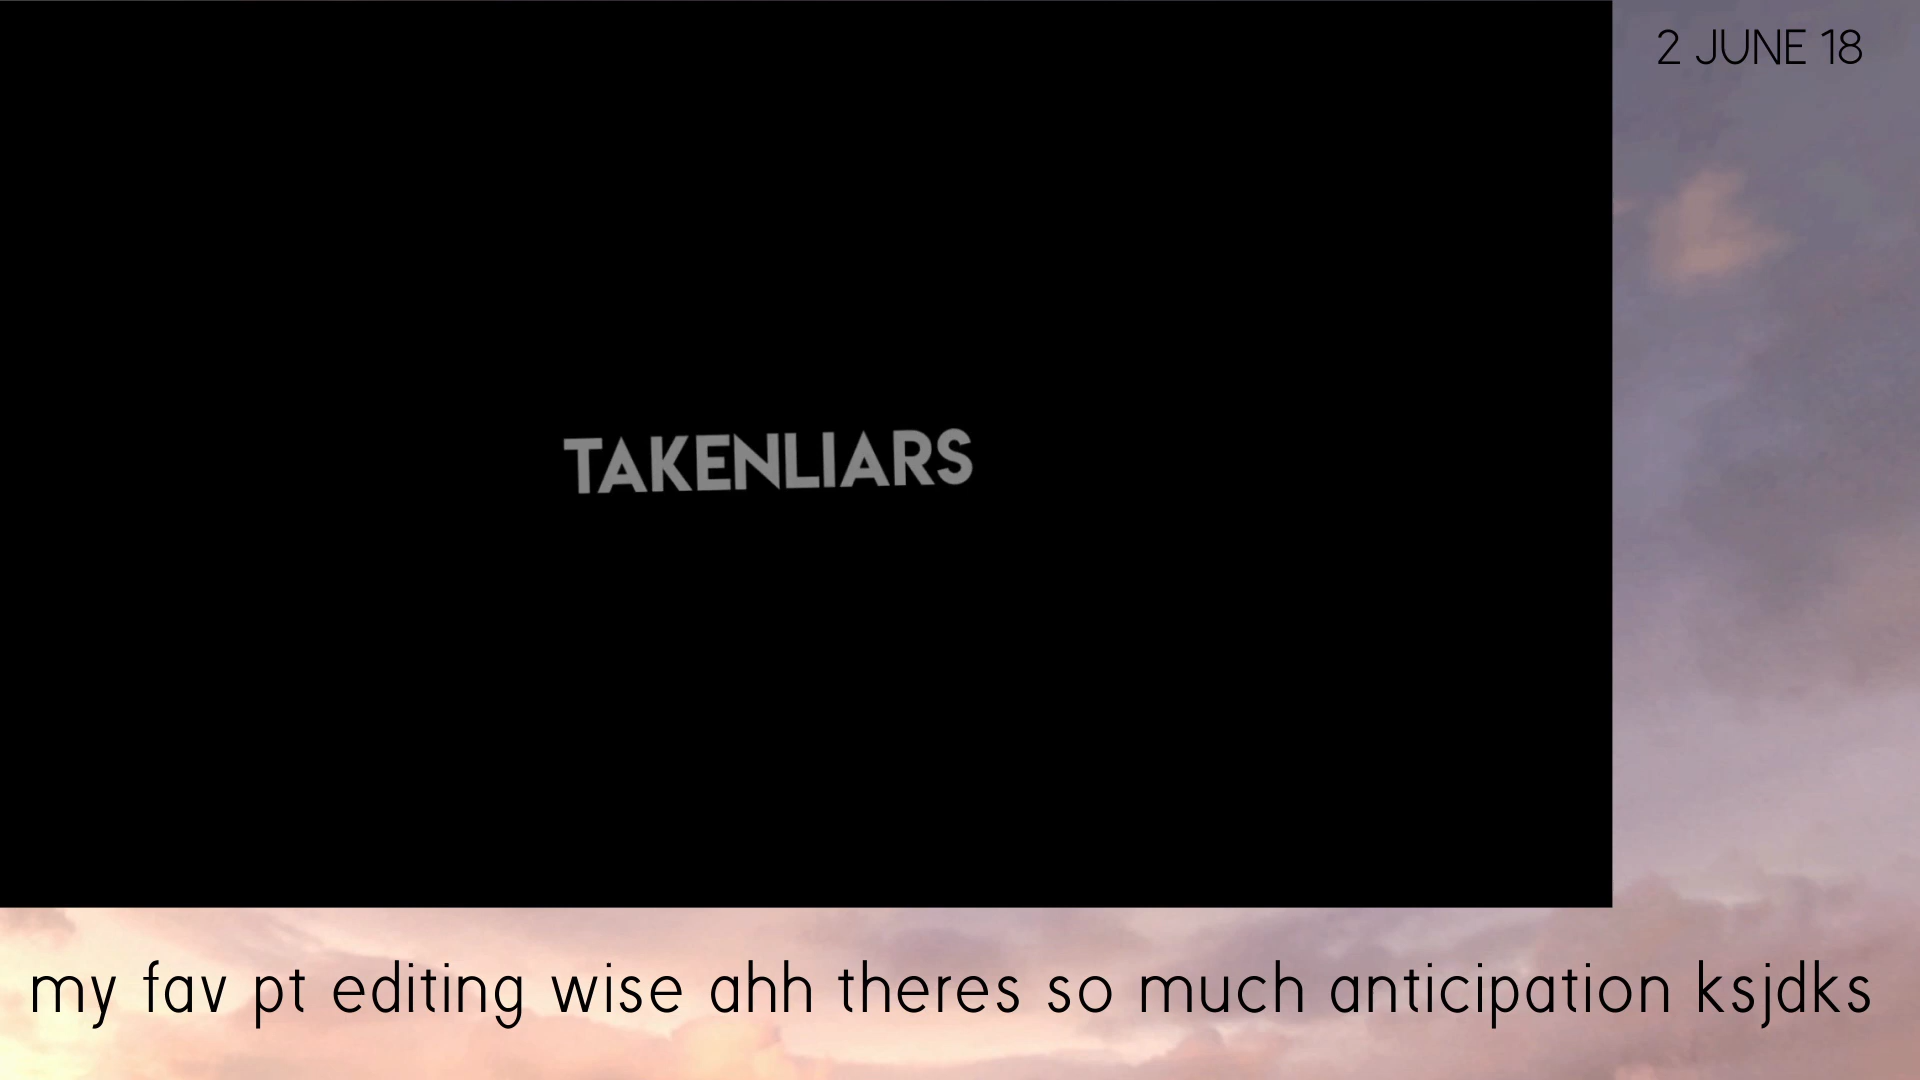 2 JUNE 18
TAKENLIARS
my fav pt editing wise ahh theres so much anticipation ksjdks